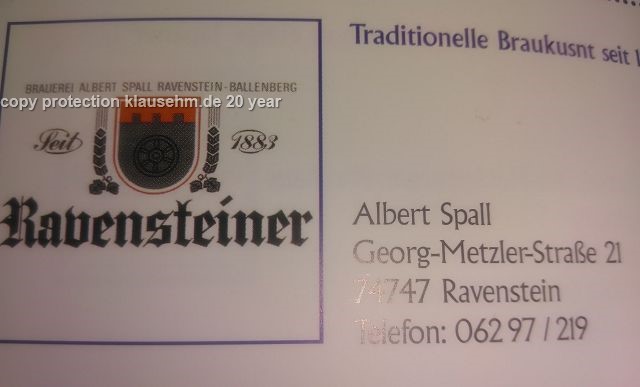 Traditionelle Braukusnt seit
BRAUEREI ALBERT SPALL RAVENSTEIN-BALLENBERG
copy protection klausehm.de 20 year
Seit 1883
Ravensteiner
Albert Spall
Georg-Metzler-Straße 21
74747 Ravenstein
Telefon: 062 97 / 219